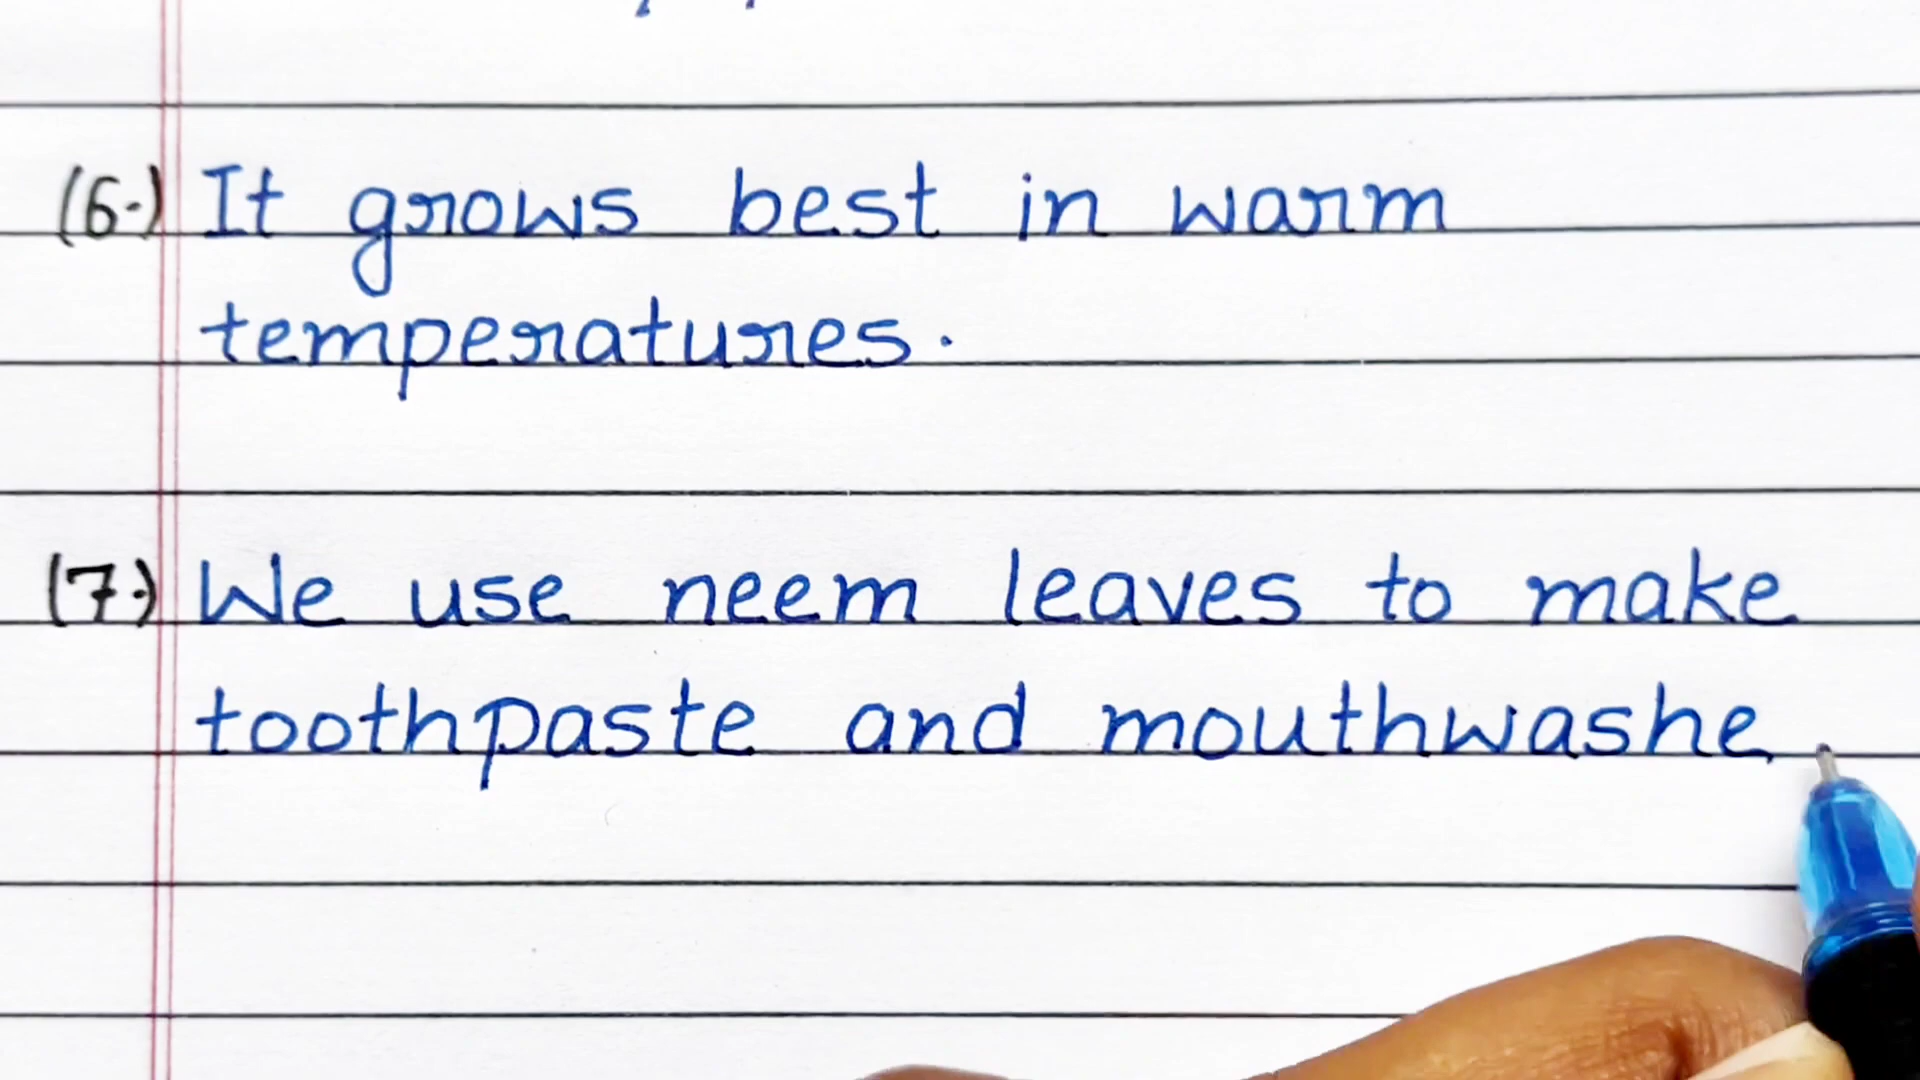 (6.) It grows best in warm
temperatures.
(7.) We use neem leaves to make
toothpaste and mouthwashe